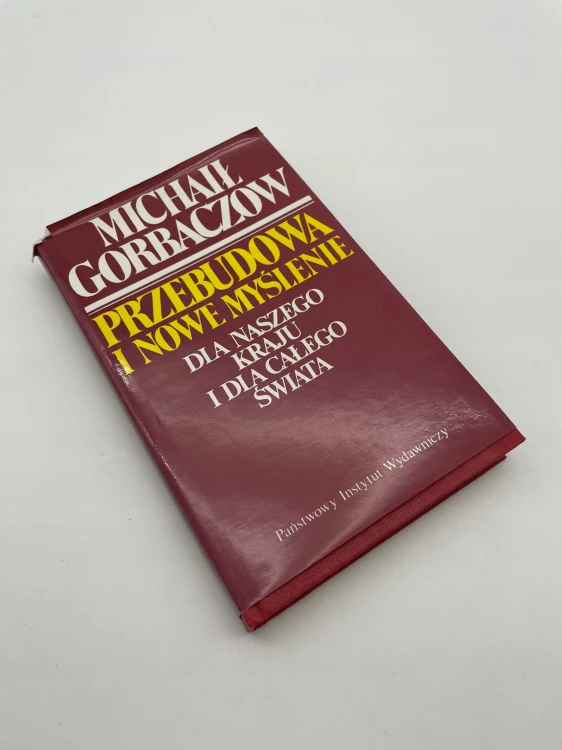 MICHAIŁ
GORBACZOW
PRZEBUDOWA
I NOWE MYŚLENIE
DLA NASZEGO
KRAJU
I DLA CAŁEGO
ŚWIATA
Państwowy Instytut Wydawniczy